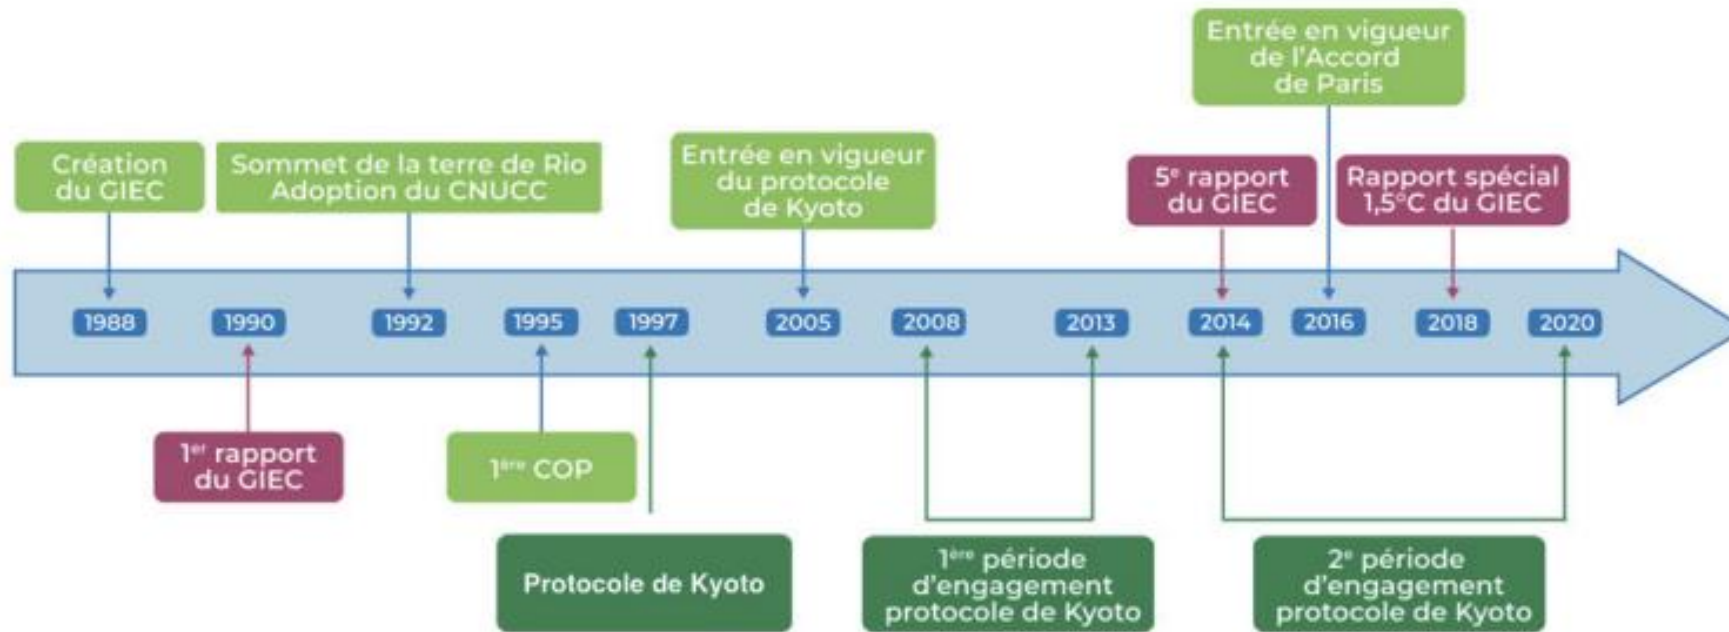 Entrée en vigueur
de l'Accord
de Paris
Création
du GIEC
Sommet de la terre de Rio
Adoption du CNUCC
Entrée en vigueur
du protocole
de Kyoto
5e rapport
du GIEC
Rapport spécial
1,5°C du GIEC
1988
1990
1992
1995
1997
2005
2008
2013
2014
2016
2018
2020
1er rapport
du GIEC
1ère COP
Protocole de Kyoto
1ère période
d'engagement
protocole de Kyoto
2e période
d'engagement
protocole de Kyoto